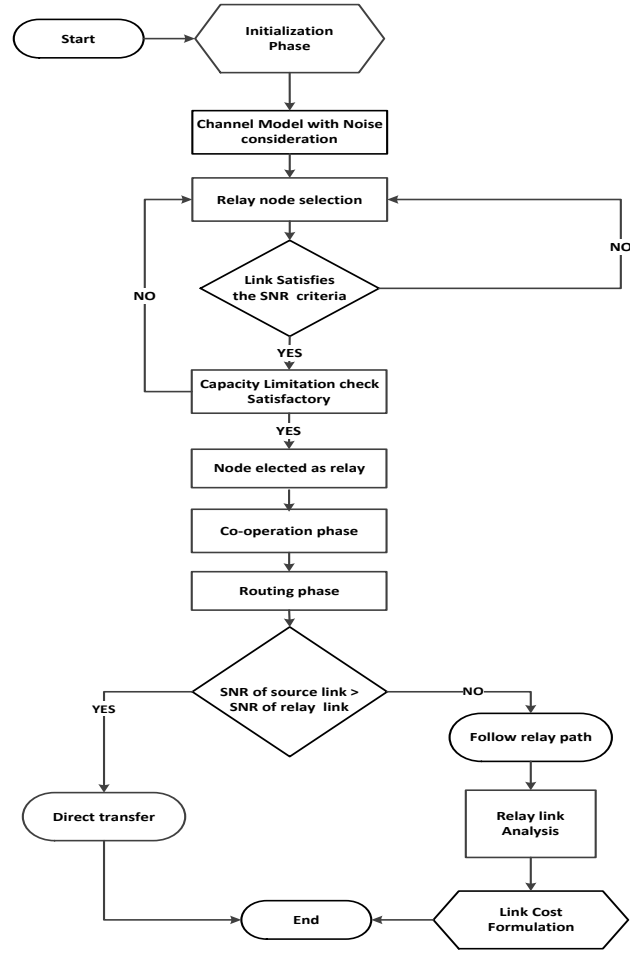 Start
Initialization
Phase
Channel Model with Noise
consideration
Relay node selection
NO
Link Satisfies
the SNR criteria
NO
YES
Capacity Limitation check
Satisfactory
YES
Node elected as relay
Co-operation phase
Routing phase
SNR of source link >
SNR of relay link
NO
YES
Follow relay path
Direct transfer
Relay link
Analysis
End
Link Cost
Formulation